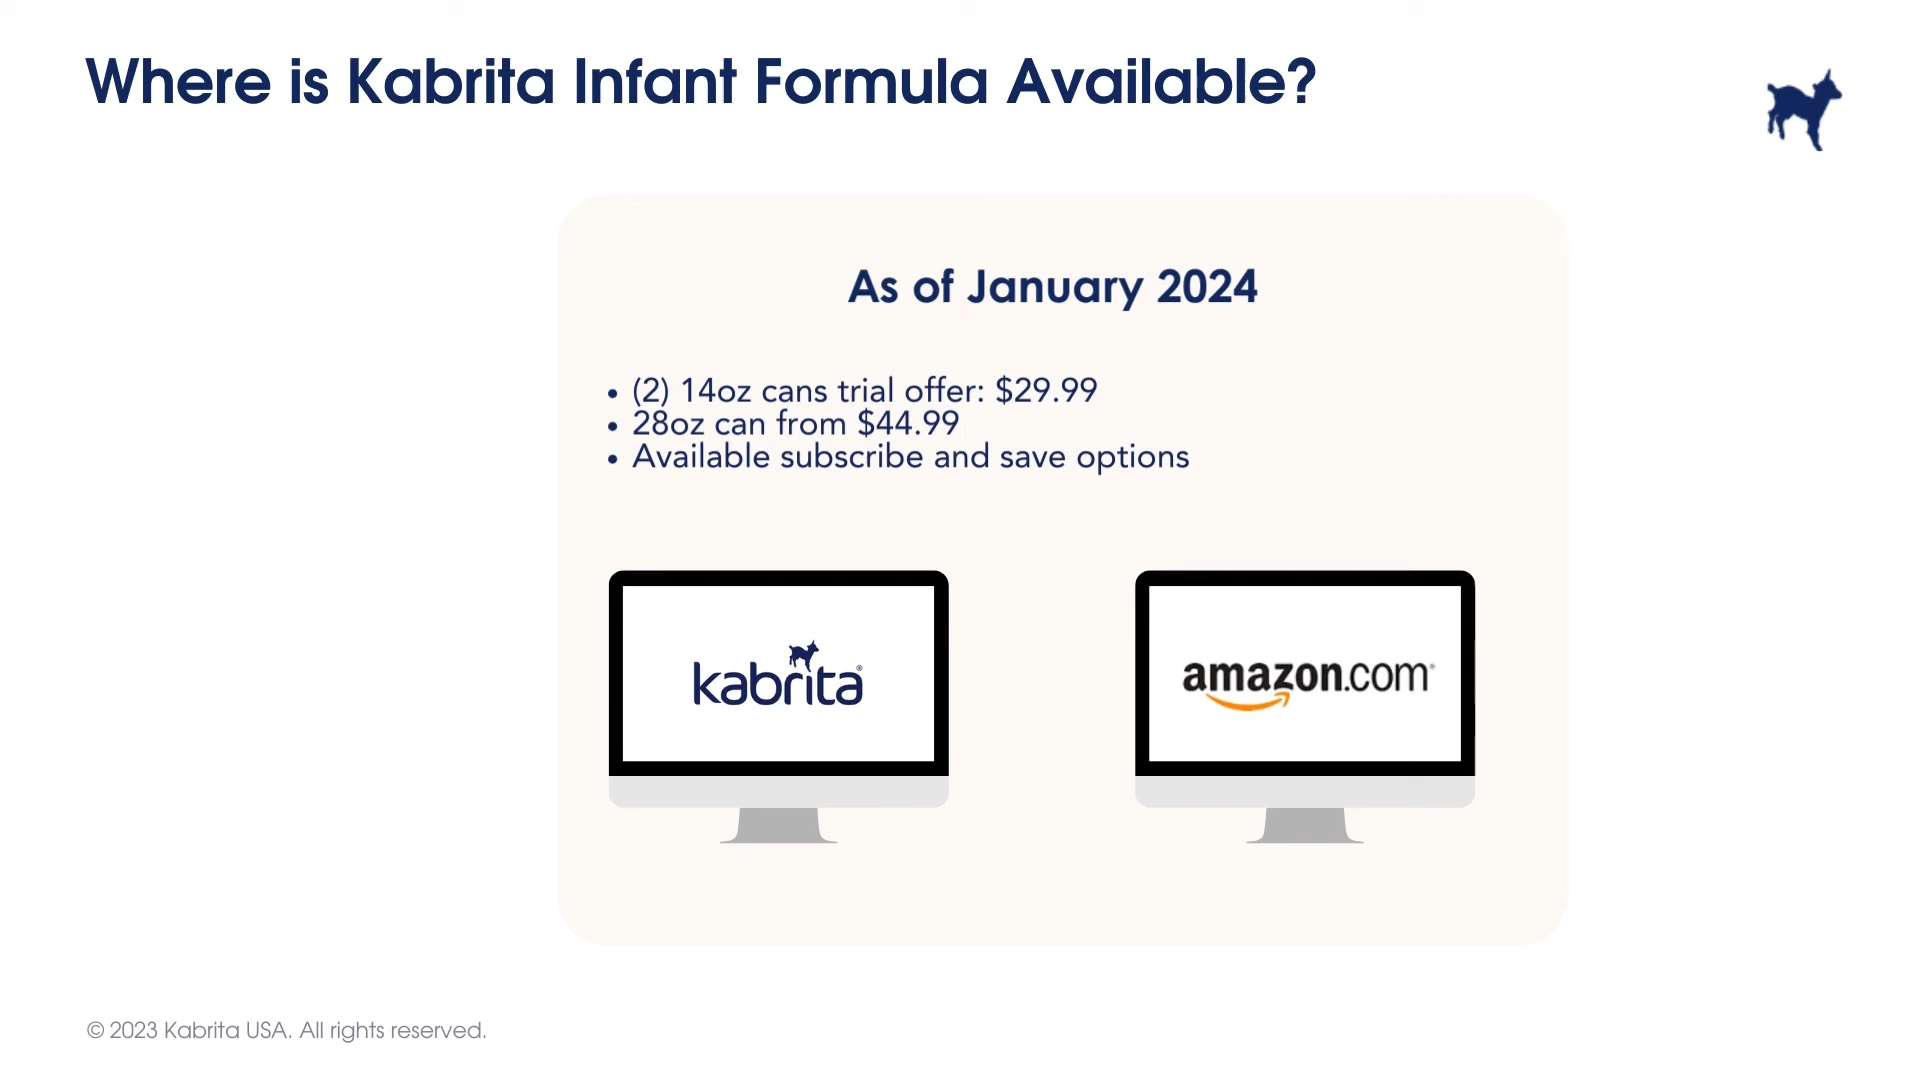 Where is Kabrita Infant Formula Available?
As of January 2024
• (2) 14oz cans trial offer: $29.99
• 28oz can from $44.99
• Available subscribe and save options
kabrita®
amazon.com®
© 2023 Kabrita USA. All rights reserved.